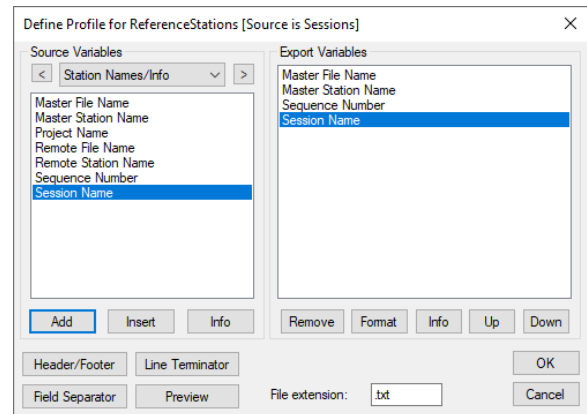 Define Profile for ReferenceStations [Source is Sessions]
Source Variables
<
Station Names/Info
>
Master File Name
Master Station Name
Project Name
Remote File Name
Remote Station Name
Sequence Number
Session Name
Add
Insert
Info
Export Variables
Master File Name
Master Station Name
Sequence Number
Session Name
Remove
Format
Info
Up
Down
Header/Footer
Line Terminator
OK
Field Separator
Preview
File extension:
.txt
Cancel